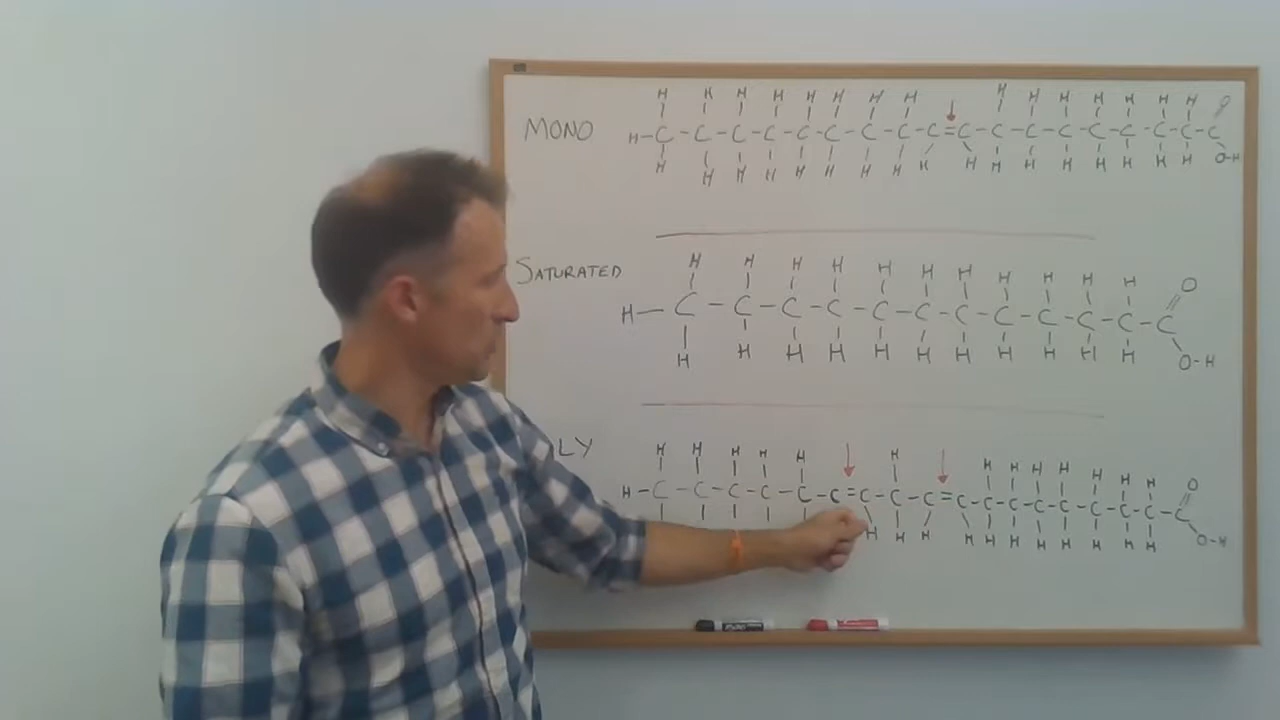 H H H H H H H H H H H H H H H O
MONO H-C-C-C-C-C-C-C-C-C=C-C-C-C-C-C-C-C-C
H H H H H H H H H H H H H H H H H O-H
SATURATED
H H H H H H H H H H H O
H-C-C-C-C-C-C-C-C-C-C-C-C
H H H H H H H H H H H O-H
LY
H H H H H H H H H H H H H O
H-C-C-C-C-C-C=C-C-C=C-C-C-C-C-C-C-C-C
H H H H H H H H H H H O-H